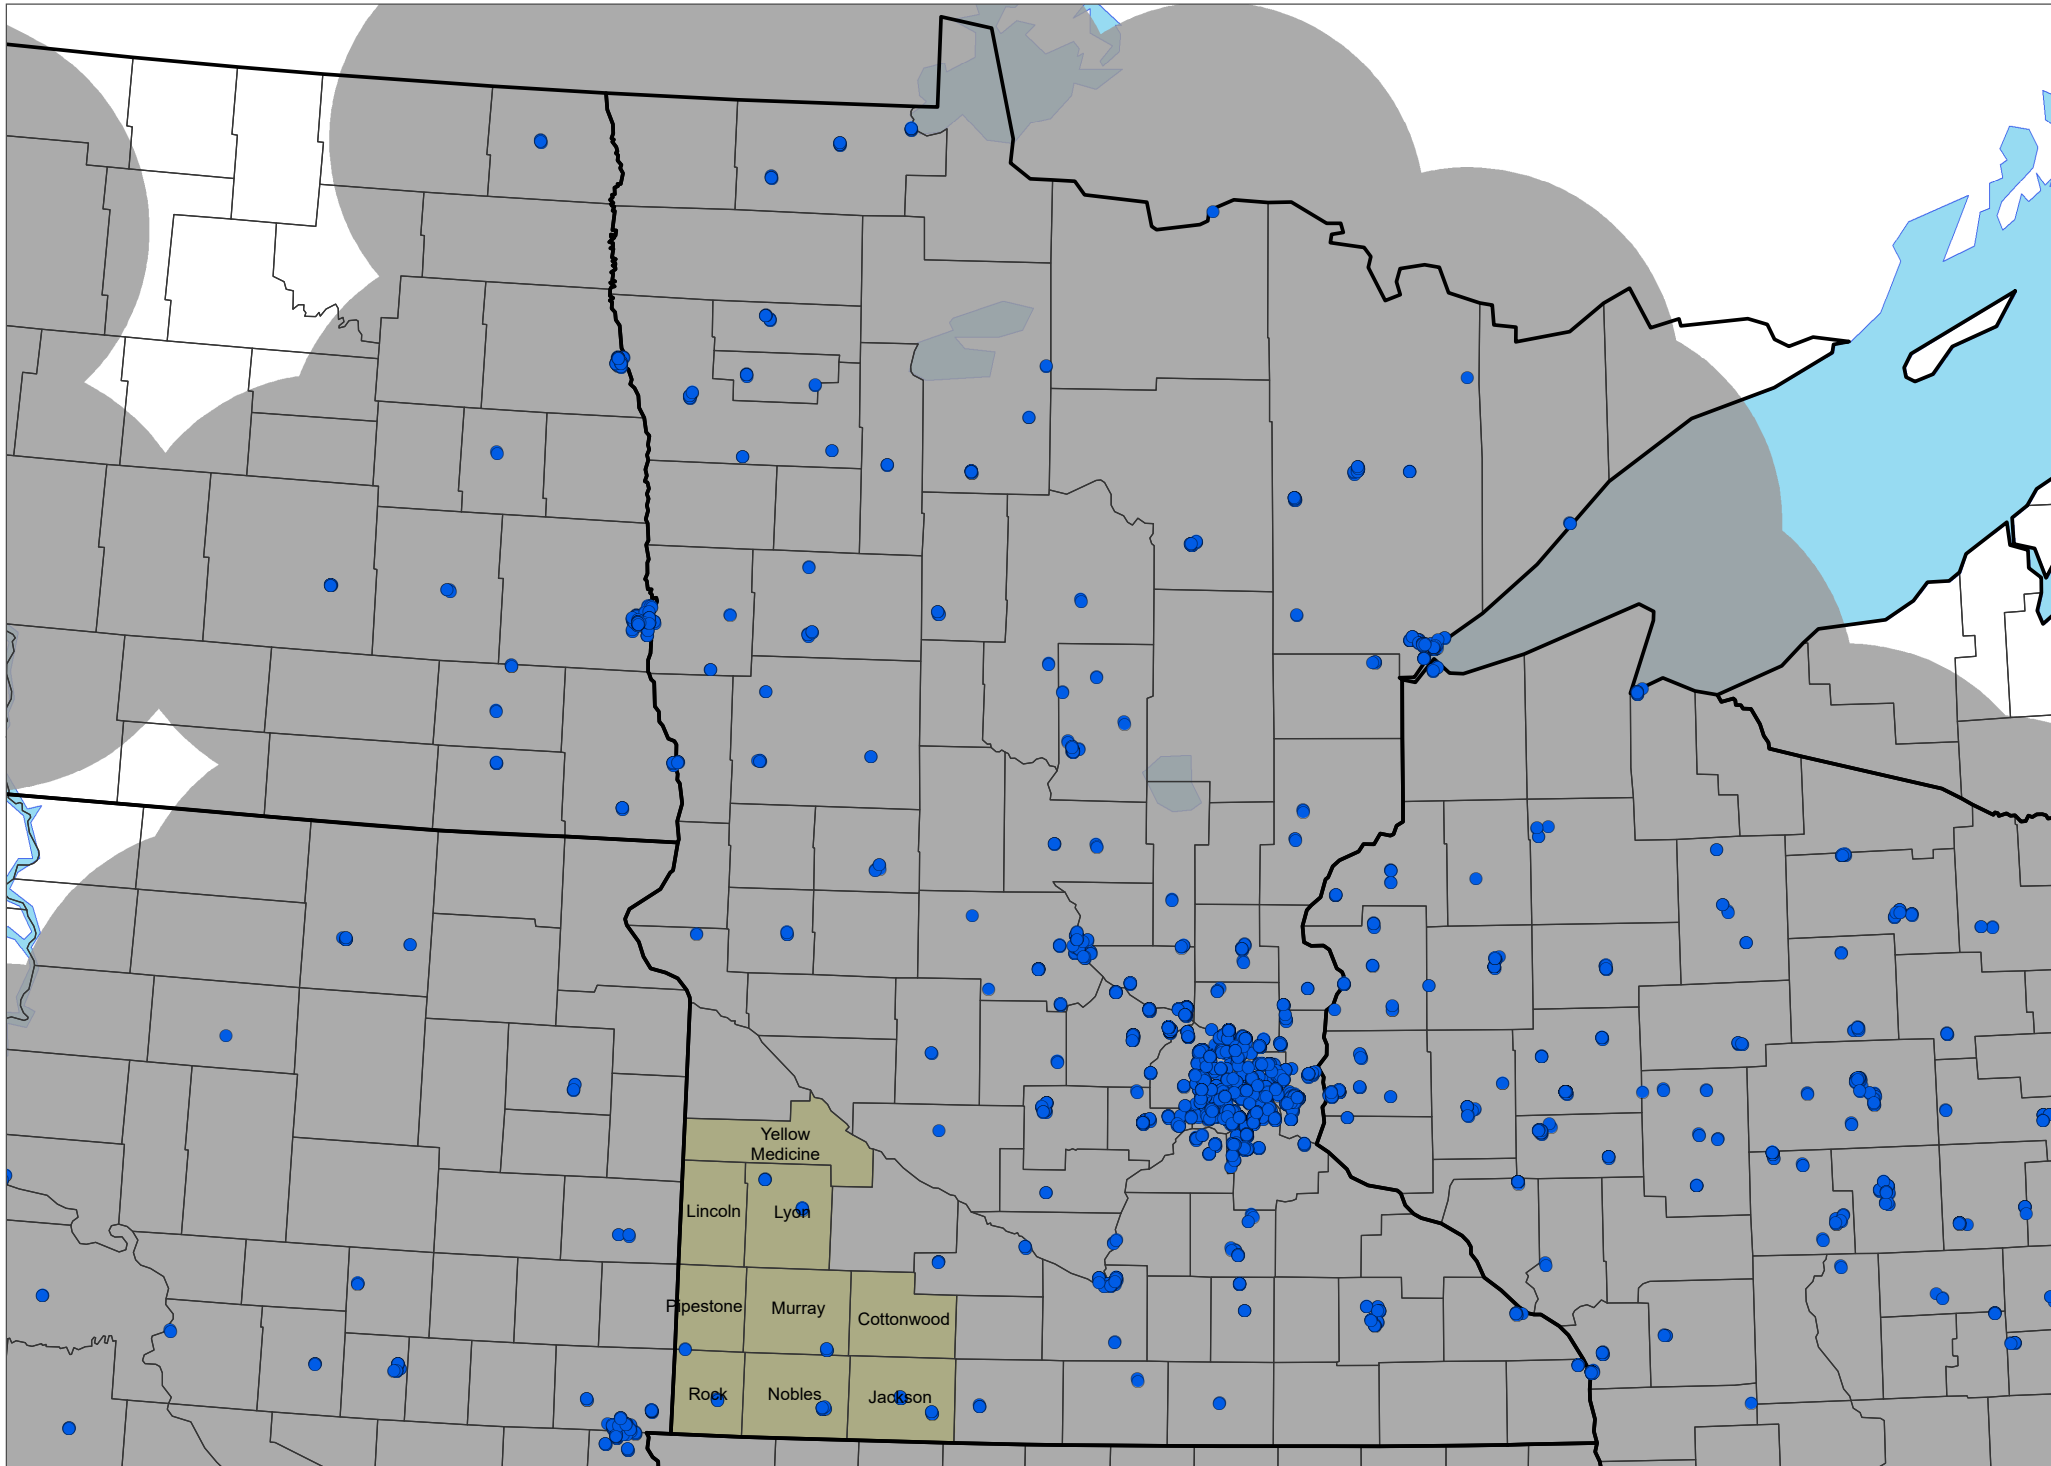 Yellow
Medicine
Lincoln
Lyon
Pipestone
Murray
Cottonwood
Rock
Nobles
Jackson